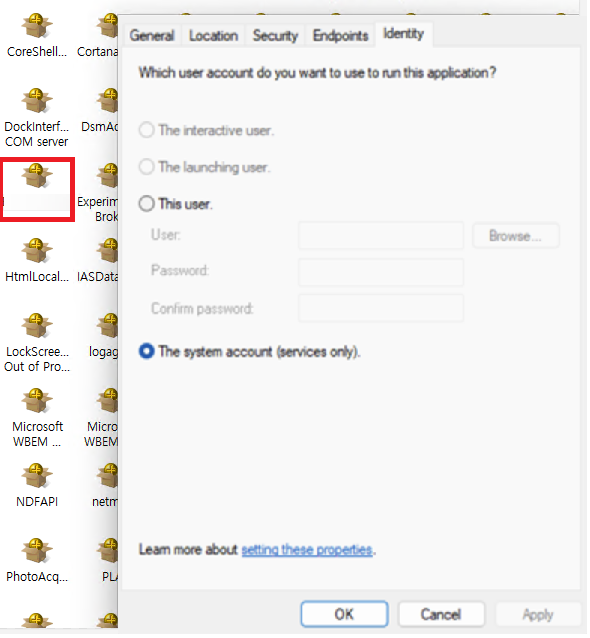 CoreShell...
Cortana
DockInterf...
COM server
DsmAc
Experim
Brok
HtmlLocal...
IASData
LockScree...
Out of Pro...
logag
Microsoft
WBEM ...
Micro
WBEM
NDFAPI
netm
PhotoAcq...
PLA
General
Location
Security
Endpoints
Identity
Which user account do you want to use to run this application?
The interactive user.
The launching user.
This user.
User:
Browse...
Password:
Confirm password:
The system account (services only).
Learn more about setting these properties.
OK
Cancel
Apply